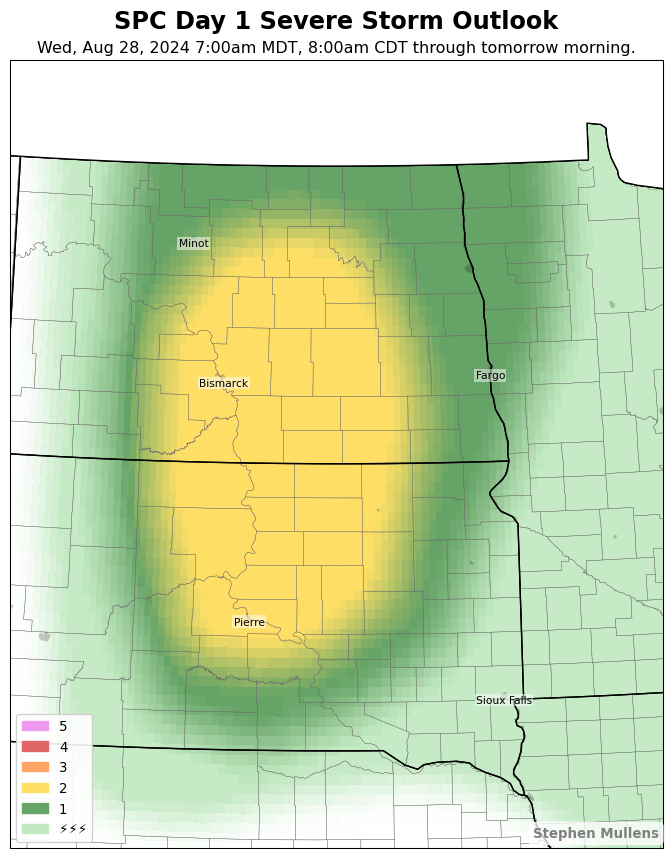 SPC Day 1 Severe Storm Outlook
Wed, Aug 28, 2024 7:00am MDT, 8:00am CDT through tomorrow morning.
Minot
Fargo
Bismarck
Pierre
Sioux Falls
5
4
3
2
1
⚡⚡⚡
Stephen Mullens